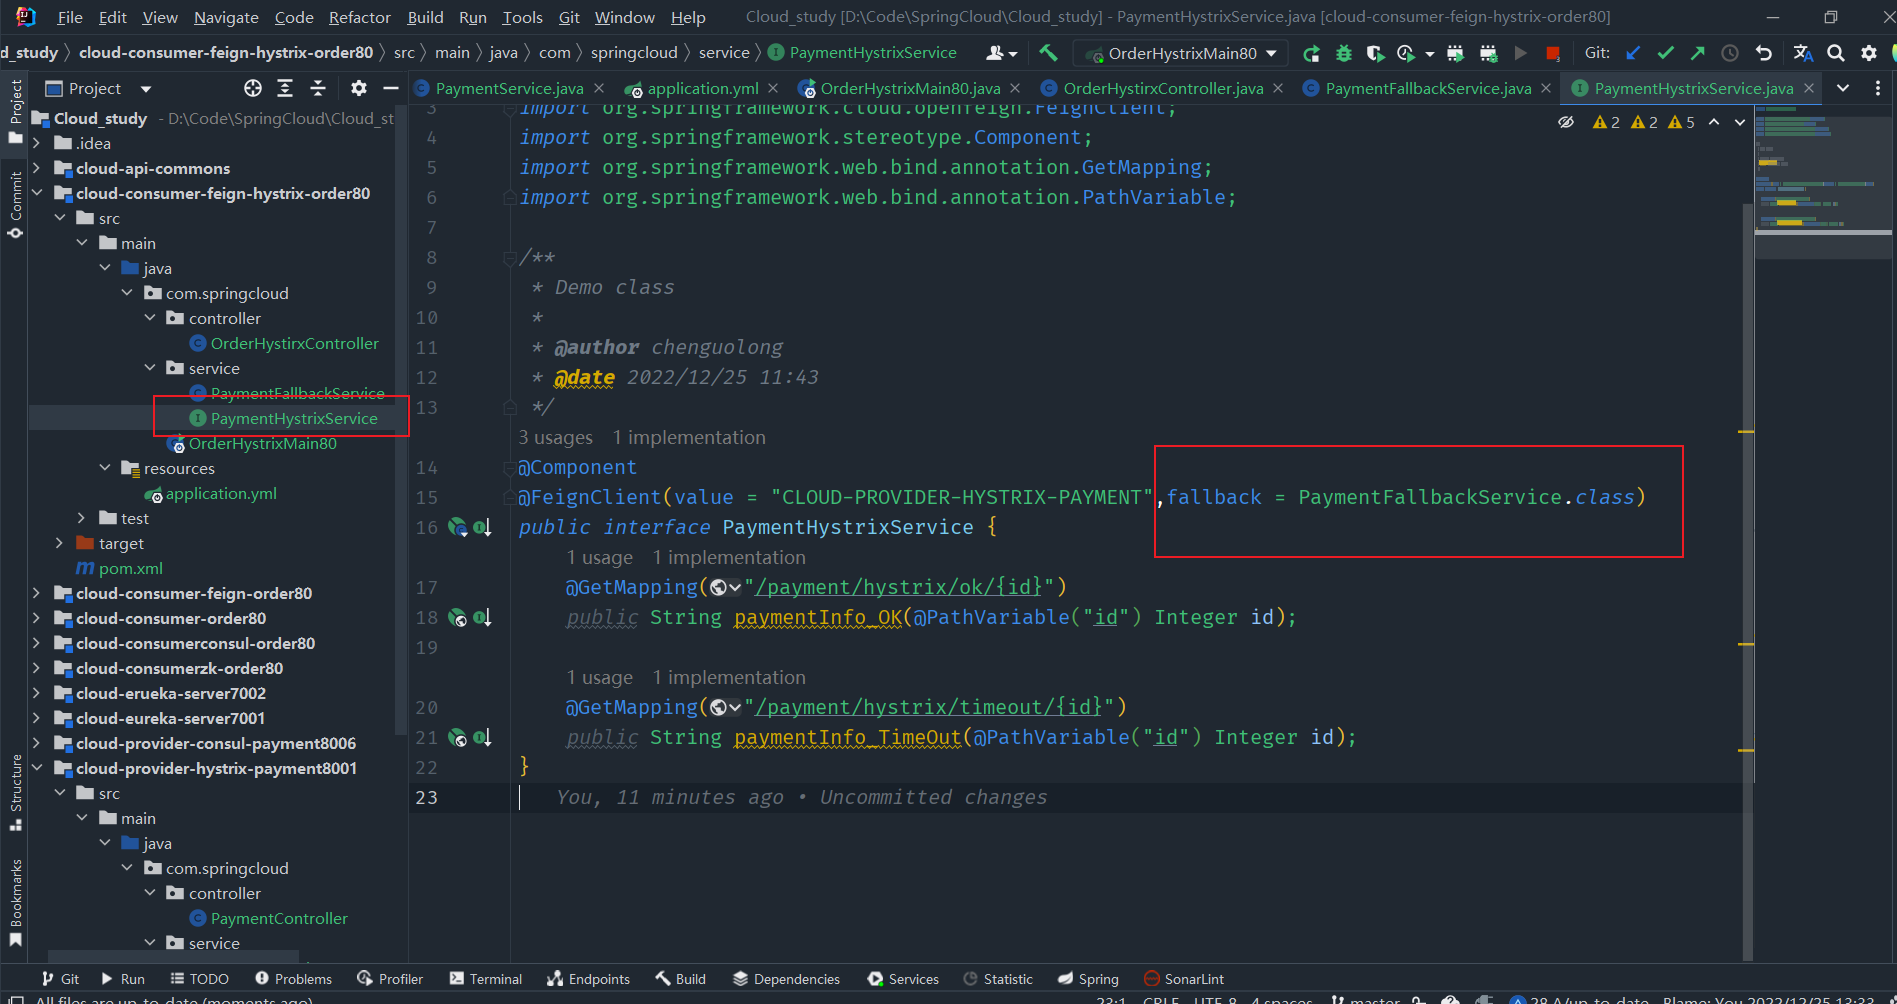 File Edit View Navigate Code Refactor Build Run Tools Git Window Help Cloud_study [D:\Code\SpringCloud\Cloud_study] - PaymentHystrixService.java [cloud-consumer-feign-hystrix-order80]
d_study cloud-consumer-feign-hystrix-order80 src main java com springcloud service PaymentHystrixService OrderHystrixMain80 Git:
Project
PaymentService.java application.yml OrderHystrixMain80.java OrderHystirxController.java PaymentFallbackService.java PaymentHystrixService.java
Project
Commit
Structure
Bookmarks
Cloud_study - D:\Code\SpringCloud\Cloud_st
.idea
cloud-api-commons
cloud-consumer-feign-hystrix-order80
src
main
java
com.springcloud
controller
OrderHystirxController
service
PaymentFallbackService
PaymentHystrixService
OrderHystrixMain80
resources
application.yml
test
target
pom.xml
cloud-consumer-feign-order80
cloud-consumer-order80
cloud-consumerconsul-order80
cloud-consumerzk-order80
cloud-erueka-server7002
cloud-eureka-server7001
cloud-provider-consul-payment8006
cloud-provider-hystrix-payment8001
src
main
java
com.springcloud
controller
PaymentController
service
2 2 5
3 import org.springframework.cloud.openfeign.FeignClient;
4 import org.springframework.stereotype.Component;
5 import org.springframework.web.bind.annotation.GetMapping;
6 import org.springframework.web.bind.annotation.PathVariable;
7
8 /**
9 * Demo class
10 *
11 * @author chenguolong
12 * @date 2022/12/25 11:43
13 */
3 usages 1 implementation
14 @Component
15 @FeignClient(value = "CLOUD-PROVIDER-HYSTRIX-PAYMENT",fallback = PaymentFallbackService.class)
16 public interface PaymentHystrixService {
1 usage 1 implementation
17 @GetMapping("/payment/hystrix/ok/{id}")
18 public String paymentInfo_OK(@PathVariable("id") Integer id);
19
1 usage 1 implementation
20 @GetMapping("/payment/hystrix/timeout/{id}")
21 public String paymentInfo_TimeOut(@PathVariable("id") Integer id);
22 }
23 You, 11 minutes ago • Uncommitted changes
Git Run TODO Problems Profiler Terminal Endpoints Build Dependencies Services Statistic Spring SonarLint
All files are up-to-date (moments ago) 23:1 CRLF UTF-8 4 spaces master 28 Δ/up-to-date Blame: You 2022/12/25 13:33